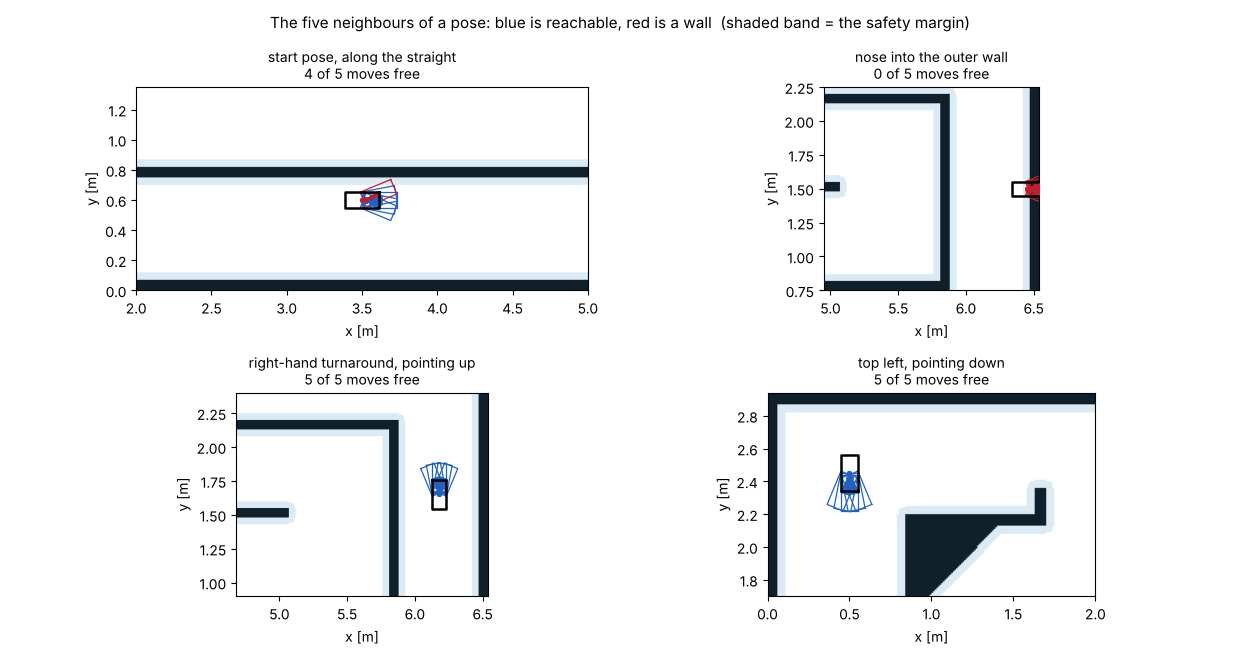 The five neighbours of a pose: blue is reachable, red is a wall  (shaded band = the safety margin)
start pose, along the straight
4 of 5 moves free
1.2
1.0
0.8
0.6
0.4
0.2
0.0
y [m]
2.0 2.5 3.0 3.5 4.0 4.5 5.0
x [m]
nose into the outer wall
0 of 5 moves free
2.25
2.00
1.75
1.50
1.25
1.00
0.75
y [m]
5.0 5.5 6.0 6.5
x [m]
right-hand turnaround, pointing up
5 of 5 moves free
2.25
2.00
1.75
1.50
1.25
1.00
y [m]
5.0 5.5 6.0 6.5
x [m]
top left, pointing down
5 of 5 moves free
2.8
2.6
2.4
2.2
2.0
1.8
y [m]
0.0 0.5 1.0 1.5 2.0
x [m]